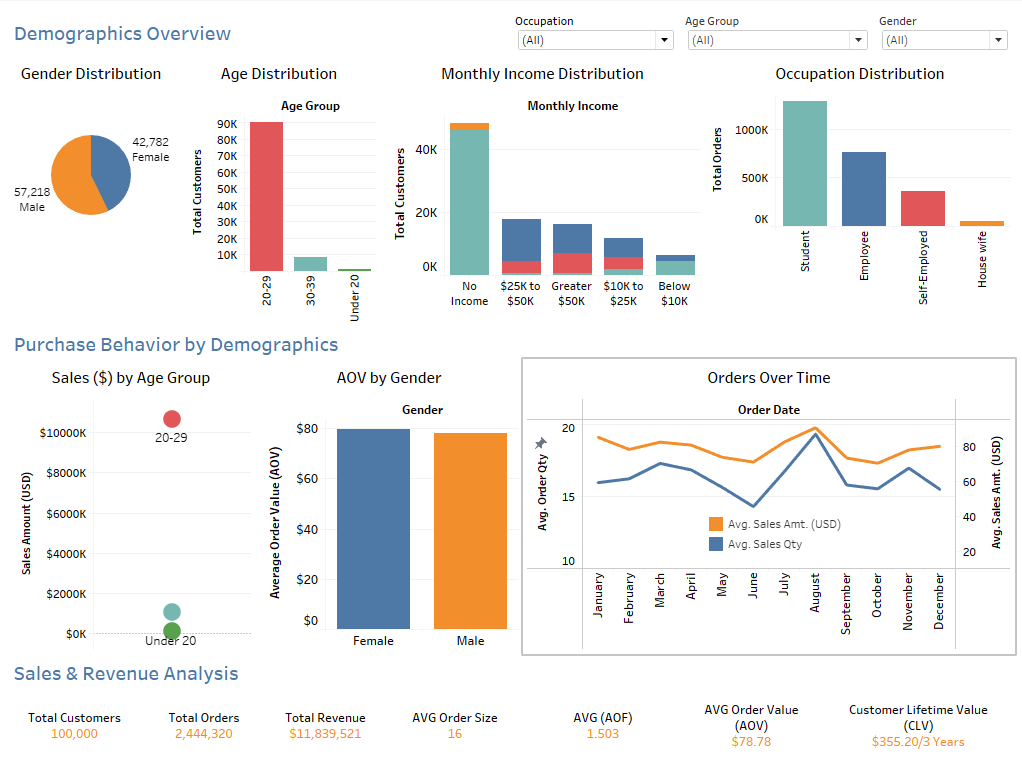 Demographics Overview
Occupation
(All)
Age Group
(All)
Gender
(All)
Gender Distribution
42,782
Female
57,218
Male
Age Distribution
Age Group
Total Customers
90K
80K
70K
60K
50K
40K
30K
20K
10K
20-29
30-39
Under 20
Monthly Income Distribution
Monthly Income
Total Customers
40K
20K
0K
No
Income
$25K to
$50K
Greater
$50K
$10K to
$25K
Below
$10K
Occupation Distribution
Total Orders
1000K
500K
0K
Student
Employee
Self-Employed
House wife
Purchase Behavior by Demographics
Sales ($) by Age Group
Sales Amount (USD)
$10000K
$8000K
$6000K
$4000K
$2000K
$0K
20-29
Under 20
AOV by Gender
Gender
Average Order Value (AOV)
$80
$60
$40
$20
$0
Female
Male
Orders Over Time
Order Date
Avg. Order Qty
20
15
10
Avg. Sales Amt. (USD)
Avg. Sales Qty
80
60
40
20
Avg. Sales Amt. (USD)
January
February
March
April
May
June
July
August
September
October
November
December
Sales & Revenue Analysis
Total Customers
100,000
Total Orders
2,444,320
Total Revenue
$11,839,521
AVG Order Size
16
AVG (AOF)
1.503
AVG Order Value
(AOV)
$78.78
Customer Lifetime Value
(CLV)
$355.20/3 Years